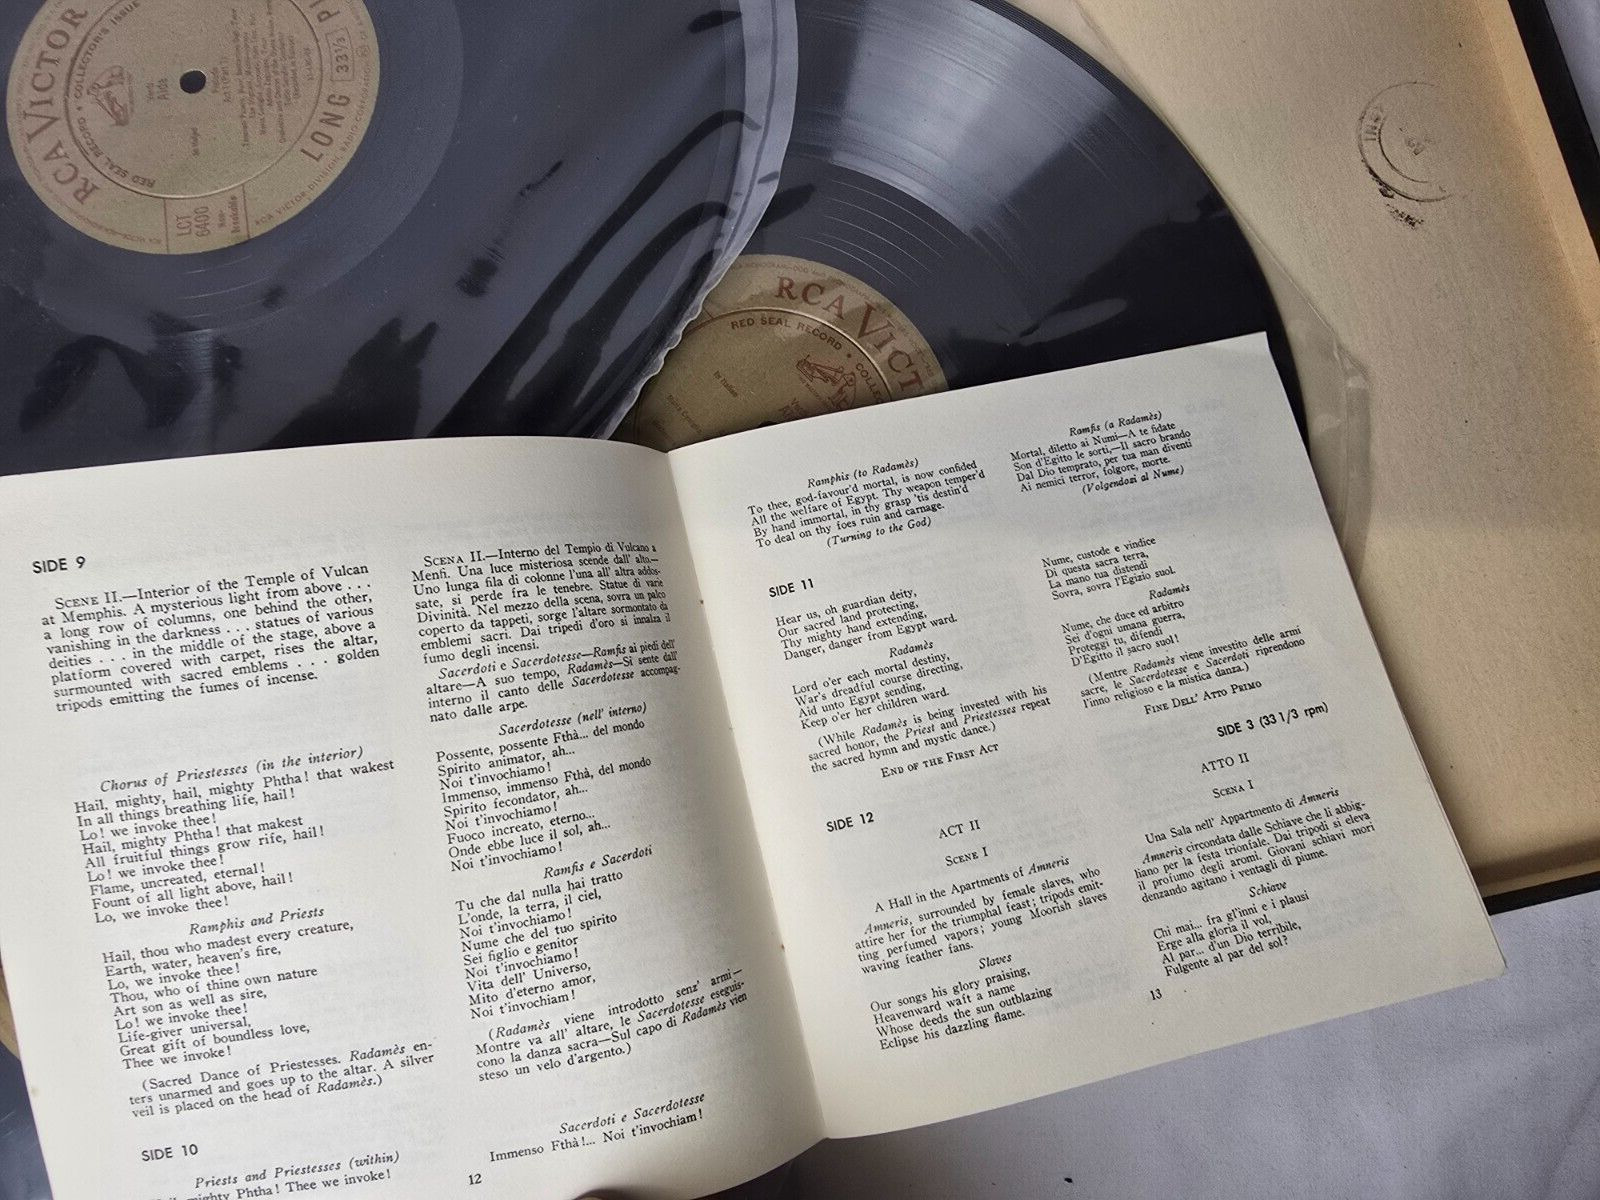 RCA VICTOR
RED SEAL RECORD • COLLECTOR'S ISSUE
Verdi
Aida
LONG 33 1/3
LCT
6400
Non-
Breakable
RCA VICTOR DIVISION, RADIO CORPORATION
RCA VICT
RED SEAL RECORD • COLLE
SIDE 9
SCENE II.—Interior of the Temple of Vulcan
at Memphis. A mysterious light from above . . .
a long row of columns, one behind the other,
vanishing in the darkness . . . statues of various
deities . . . in the middle of the stage, above a
platform covered with carpet, rises the altar,
surmounted with sacred emblems . . . golden
tripods emitting the fumes of incense.
Chorus of Priestesses (in the interior)
Hail, mighty, hail, mighty Phtha! that wakest
In all things breathing life, hail!
Lo! we invoke thee!
Hail, mighty Phtha! that makest
All fruitful things grow rife, hail!
Lo! we invoke thee!
Flame, uncreated, eternal!
Fount of all light above, hail!
Lo, we invoke thee!
Ramphis and Priests
Hail, thou who madest every creature,
Earth, water, heaven's fire,
Lo, we invoke thee!
Thou, who of thine own nature
Art son as well as sire,
Lo! we invoke thee!
Life-giver universal,
Great gift of boundless love,
Thee we invoke!
(Sacred Dance of Priestesses. Radamès en-
ters unarmed and goes up to the altar. A silver
veil is placed on the head of Radamès.)
SIDE 10
Priests and Priestesses (within)
mighty Phtha! Thee we invoke!
SCENA II.—Interno del Tempio di Vulcano a
Menfi. Una luce misteriosa scende dall' alto.—
Uno lunga fila di colonne l'una all' altra addos-
sate, si perde fra le tenebre. Statue di varie
Divinità. Nel mezzo della scena, sovra un palco
coperto da tappeti, sorge l'altare sormontato da
emblemi sacri. Dai tripodi d'oro si innalza il
fumo degli incensi.
Sacerdoti e Sacerdotesse—Ramfis ai piedi dell'
altare—A suo tempo, Radamès—Si sente dall'
interno il canto delle Sacerdotesse accompag-
nato dalle arpe.
Sacerdotesse (nell' interno)
Possente, possente Fthà... del mondo
Spirito animator, ah...
Noi t'invochiamo!
Immenso, immenso Fthà, del mondo
Spirito fecondator, ah...
Noi t'invochiamo!
Fuoco increato, eterno...
Onde ebbe luce il sol, ah...
Noi t'invochiamo!
Ramfis e Sacerdoti
Tu che dal nulla hai tratto
L'onde, la terra, il ciel,
Noi t'invochiamo!
Nume che del tuo spirito
Sei figlio e genitor
Noi t'invochiamo!
Vita dell' Universo,
Mito d'eterno amor,
Noi t'invochiam!
(Radamès viene introdotto senz' armi—
Montre va all' altare, le Sacerdotesse eseguis-
cono la danza sacra—Sul capo di Radamès vien
steso un velo d'argento.)
Sacerdoti e Sacerdotesse
Immenso Fthà!... Noi t'invochiam!
12
Ramphis (to Radamès)
To thee, god-favour'd mortal, is now confided
All the welfare of Egypt. Thy weapon temper'd
By hand immortal, in thy grasp 'tis destin'd
To deal on thy foes ruin and carnage.
(Turning to the God)
SIDE 11
Hear us, oh guardian deity,
Our sacred land protecting,
Thy mighty hand extending,
Danger, danger from Egypt ward.
Radamès
Lord o'er each mortal destiny,
War's dreadful course directing,
Aid unto Egypt sending,
Keep o'er her children ward.
(While Radamès is being invested with his
sacred honor, the Priest and Priestesses repeat
the sacred hymn and mystic dance.)
END OF THE FIRST ACT
SIDE 12
ACT II
SCENE I
A Hall in the Apartments of Amneris
Amneris, surrounded by female slaves, who
attire her for the triumphal feast; tripods emit-
ting perfumed vapors; young Moorish slaves
waving feather fans.
Slaves
Our songs his glory praising,
Heavenward waft a name
Whose deeds the sun outblazing
Eclipse his dazzling flame.
Ramfis (a Radamès)
Mortal, diletto ai Numi—A te fidate
Son d'Egitto le sorti,—Il sacro brando
Dal Dio temprato, per tua man diventi
Ai nemici terror, folgore, morte.
(Volgendosi al Nume)
Nume, custode e vindice
Di questa sacra terra,
La mano tua distendi
Sovra, sovra l'Egizio suol.
Radamès
Nume, che duce ed arbitro
Sei d'ogni umana guerra,
Proteggi tu, difendi
D'Egitto il sacro suol!
(Mentre Radamès viene investito delle armi
sacre, le Sacerdotesse e Sacerdoti riprendono
l'inno religioso e la mistica danza.)
FINE DELL' ATTO PRIMO
SIDE 3 (33 1/3 rpm)
ATTO II
SCENA I
Una Sala nell' Appartmento di Amneris
Amneris circondata dalle Schiave che li abbig-
liano per la festa trionfale. Dai tripodi si eleva
il profumo degli aromi. Giovani schiavi mori
denzando agitano i ventagli di piume.
Schiave
Chi mai... fra gl'inni e i plausi
Erge alla gloria il vol,
Al par... d'un Dio terribile,
Fulgente al par del sol?
13